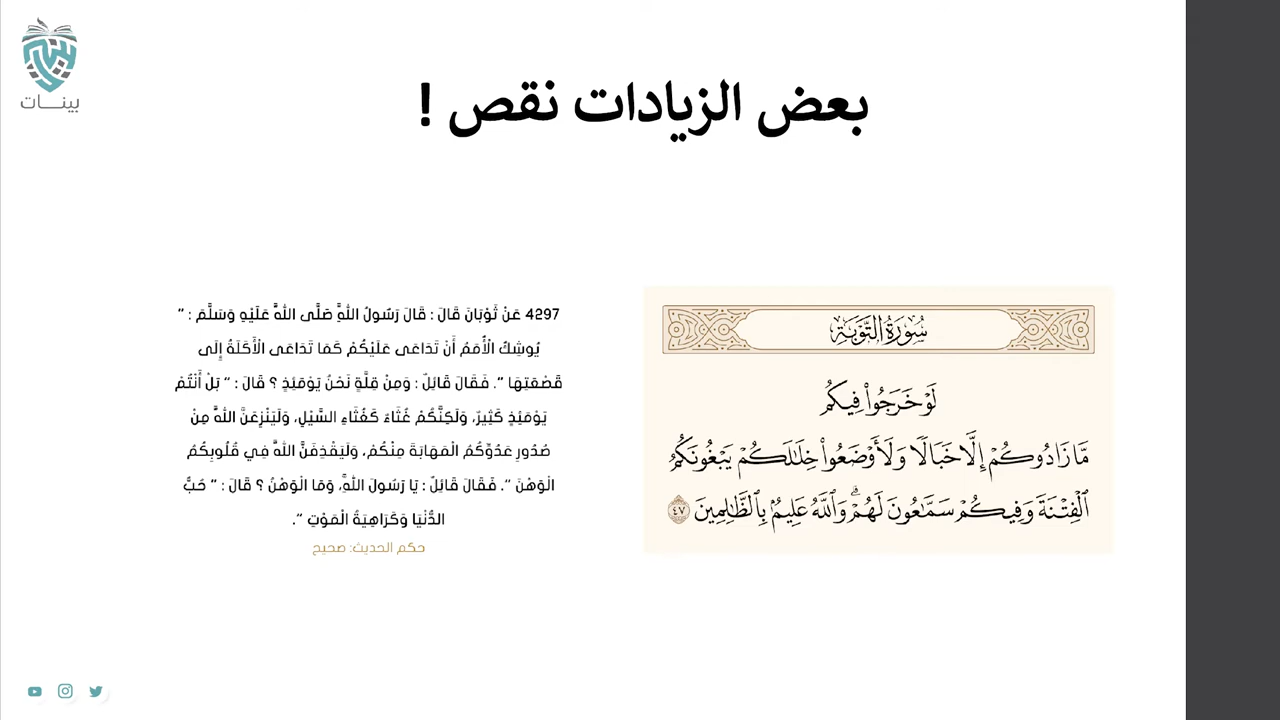 بينات
بعض الزيادات نقص !
سُورَةُ التَّوْبَةِ
لَوْ خَرَجُوا۟ فِيكُم
مَّا زَادُوكُمْ إِلَّا خَبَالًا وَلَأَوْضَعُوا۟ خِلَـٰلَكُمْ يَبْغُونَكُمُ
ٱلْفِتْنَةَ وَفِيكُمْ سَمَّـٰعُونَ لَهُمْ ۗ وَٱللَّهُ عَلِيمٌۢ بِٱلظَّـٰلِمِينَ ٤٧
4297 عَنْ ثَوْبَانَ قَالَ : قَالَ رَسُولُ اللَّهِ صَلَّى اللَّهُ عَلَيْهِ وَسَلَّمَ : "
يُوشِكُ الْأُمَمُ أَنْ تَدَاعَى عَلَيْكُمْ كَمَا تَدَاعَى الْأَكَلَةُ إِلَى
قَصْعَتِهَا ". فَقَالَ قَائِلٌ : وَمِنْ قِلَّةٍ نَحْنُ يَوْمَئِذٍ ؟ قَالَ : " بَلْ أَنْتُمْ
يَوْمَئِذٍ كَثِيرٌ، وَلَكِنَّكُمْ غُثَاءٌ كَغُثَاءِ السَّيْلِ، وَلَيَنْزِعَنَّ اللَّهُ مِنْ
صُدُورِ عَدُوِّكُمُ الْمَهَابَةَ مِنْكُمْ، وَلَيَقْذِفَنَّ اللَّهُ فِي قُلُوبِكُمُ
الْوَهْنَ ". فَقَالَ قَائِلٌ : يَا رَسُولَ اللَّهِ، وَمَا الْوَهْنُ ؟ قَالَ : " حُبُّ
الدُّنْيَا وَكَرَاهِيَةُ الْمَوْتِ ".
حكم الحديث: صحيح